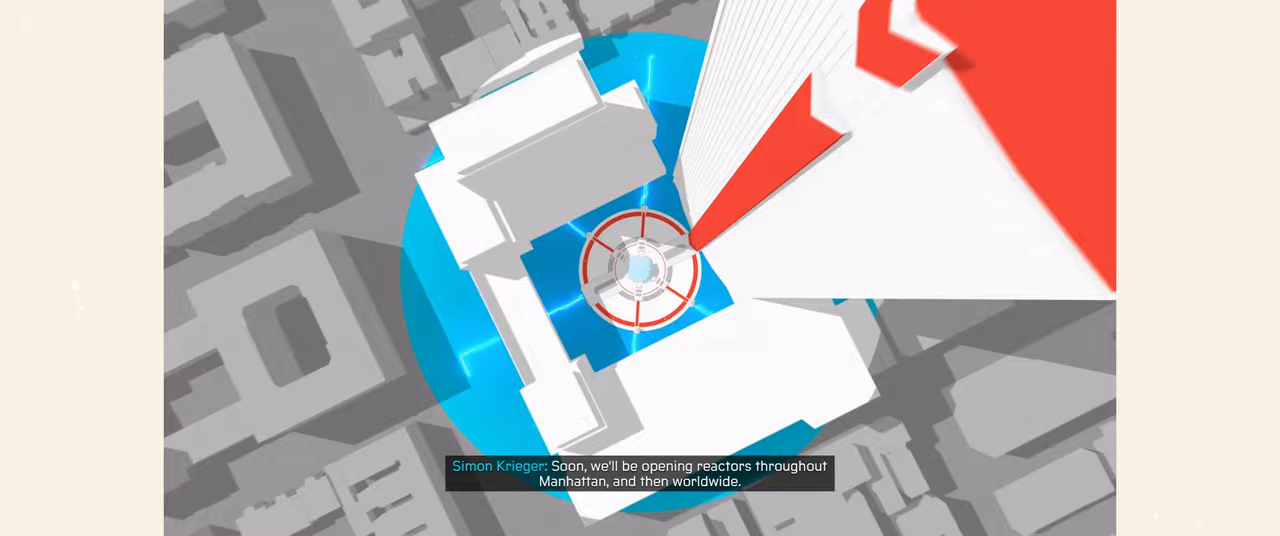 Simon Krieger: Soon, we'll be opening reactors throughout
Manhattan, and then worldwide.